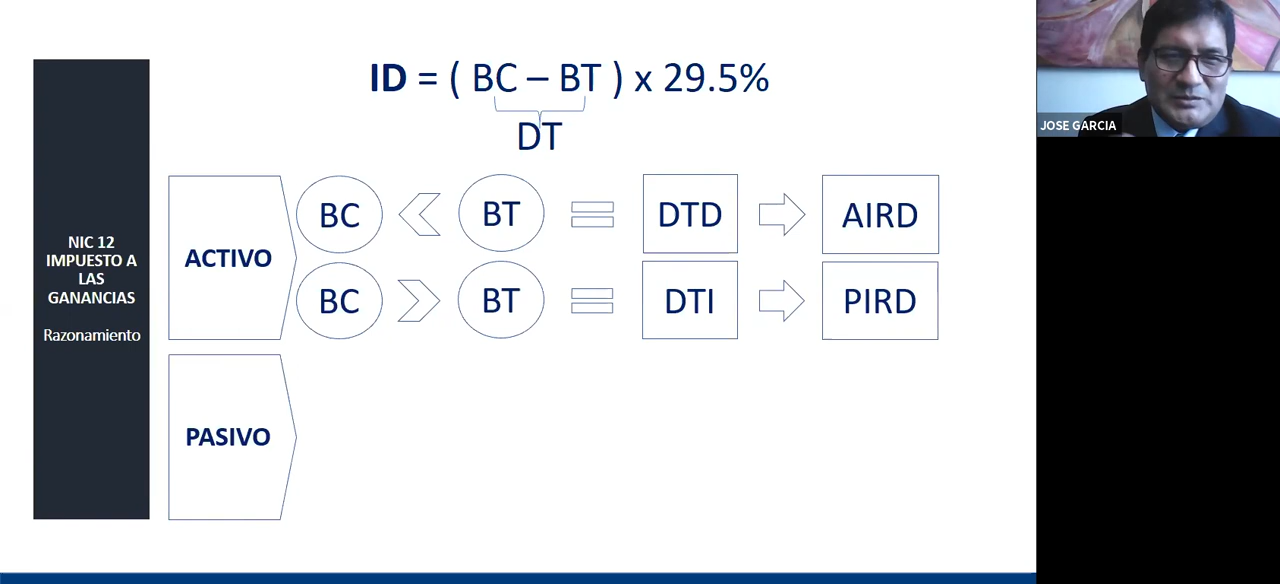 ID = ( BC – BT ) x 29.5%
DT
NIC 12
IMPUESTO A
LAS
GANANCIAS
Razonamiento
ACTIVO
BC
BT
DTD
AIRD
BC
BT
DTI
PIRD
PASIVO
JOSE GARCIA